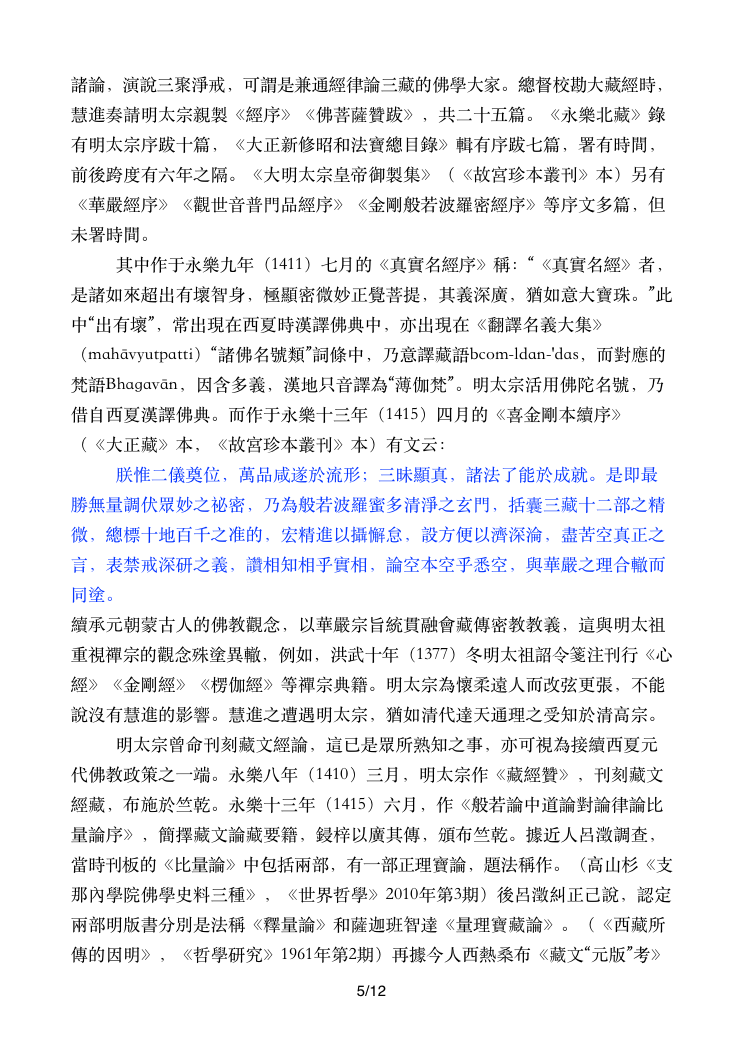 諸論，演說三聚淨戒，可謂是兼通經律論三藏的佛學大家。總督校勘大藏經時，
慧進奏請明太宗親製《經序》《佛菩薩贊跋》，共二十五篇。《永樂北藏》錄
有明太宗序跋十篇，《大正新修昭和法寶總目錄》輯有序跋七篇，署有時間，
前後跨度有六年之隔。《大明太宗皇帝御製集》（《故宮珍本叢刊》本）另有
《華嚴經序》《觀世音普門品經序》《金剛般若波羅密經序》等序文多篇，但
未署時間。
其中作于永樂九年（1411）七月的《真實名經序》稱：“《真實名經》者，
是諸如來超出有壞智身，極顯密微妙正覺菩提，其義深廣，猶如意大寶珠。”此
中“出有壞”，常出現在西夏時漢譯佛典中，亦出現在《翻譯名義大集》
（mahāvyutpatti）“諸佛名號類”詞條中，乃意譯藏語bcom-ldan-'das，而對應的
梵語Bhagavān，因含多義，漢地只音譯為“薄伽梵”。明太宗活用佛陀名號，乃
借自西夏漢譯佛典。而作于永樂十三年（1415）四月的《喜金剛本續序》
（《大正藏》本，《故宮珍本叢刊》本）有文云：
朕惟二儀奠位，萬品咸遂於流形；三昧顯真，諸法了能於成就。是即最
勝無量調伏眾妙之祕密，乃為般若波羅蜜多清淨之玄門，括囊三藏十二部之精
微，總標十地百千之准的，宏精進以攝懈怠，設方便以濟深淪，盡苦空真正之
言，表禁戒深研之義，讚相知相乎實相，論空本空乎悉空，與華嚴之理合轍而
同塗。
續承元朝蒙古人的佛教觀念，以華嚴宗旨統貫融會藏傳密教教義，這與明太祖
重視禪宗的觀念殊塗異轍，例如，洪武十年（1377）冬明太祖詔令箋注刊行《心
經》《金剛經》《楞伽經》等禪宗典籍。明太宗為懷柔遠人而改弦更張，不能
說沒有慧進的影響。慧進之遭遇明太宗，猶如清代達天通理之受知於清高宗。
明太宗曾命刊刻藏文經論，這已是眾所熟知之事，亦可視為接續西夏元
代佛教政策之一端。永樂八年（1410）三月，明太宗作《藏經贊》，刊刻藏文
經藏，布施於竺乾。永樂十三年（1415）六月，作《般若論中道論對論律論比
量論序》，簡擇藏文論藏要籍，鋟梓以廣其傳，頒布竺乾。據近人呂澂調查，
當時刊板的《比量論》中包括兩部，有一部正理寶論，題法稱作。（高山杉《支
那內學院佛學史料三種》，《世界哲學》2010年第3期）後呂澂糾正己說，認定
兩部明版書分別是法稱《釋量論》和薩迦班智達《量理寶藏論》。（《西藏所
傳的因明》，《哲學研究》1961年第2期）再據今人西熱桑布《藏文“元版”考》
5/12